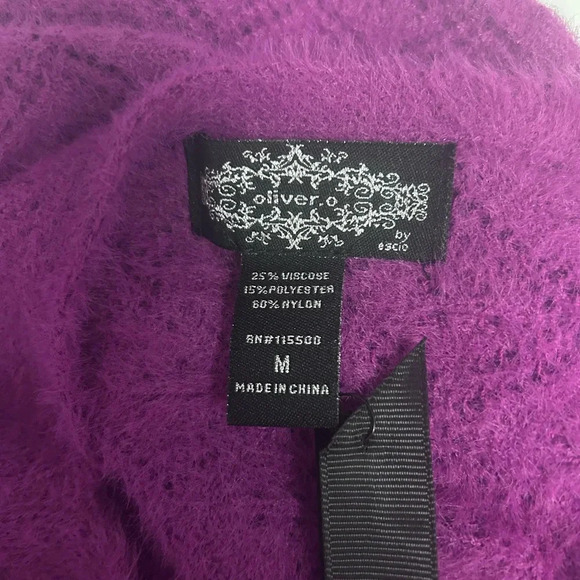 oliver.o
by
escio
25% VISCOSE
15% POLYESTER
60% NYLON
RN#115500
M
MADE IN CHINA